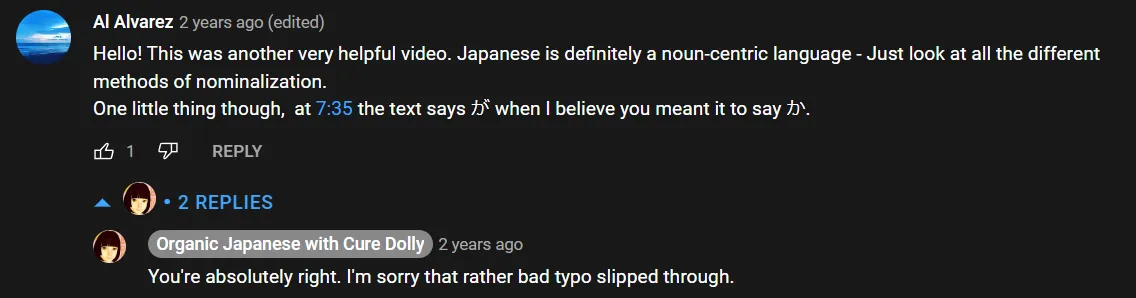 Al Alvarez 2 years ago (edited)
Hello! This was another very helpful video. Japanese is definitely a noun-centric language - Just look at all the different
methods of nominalization.
One little thing though,  at 7:35 the text says が when I believe you meant it to say か.
1 REPLY
• 2 REPLIES
Organic Japanese with Cure Dolly 2 years ago
You're absolutely right. I'm sorry that rather bad typo slipped through.